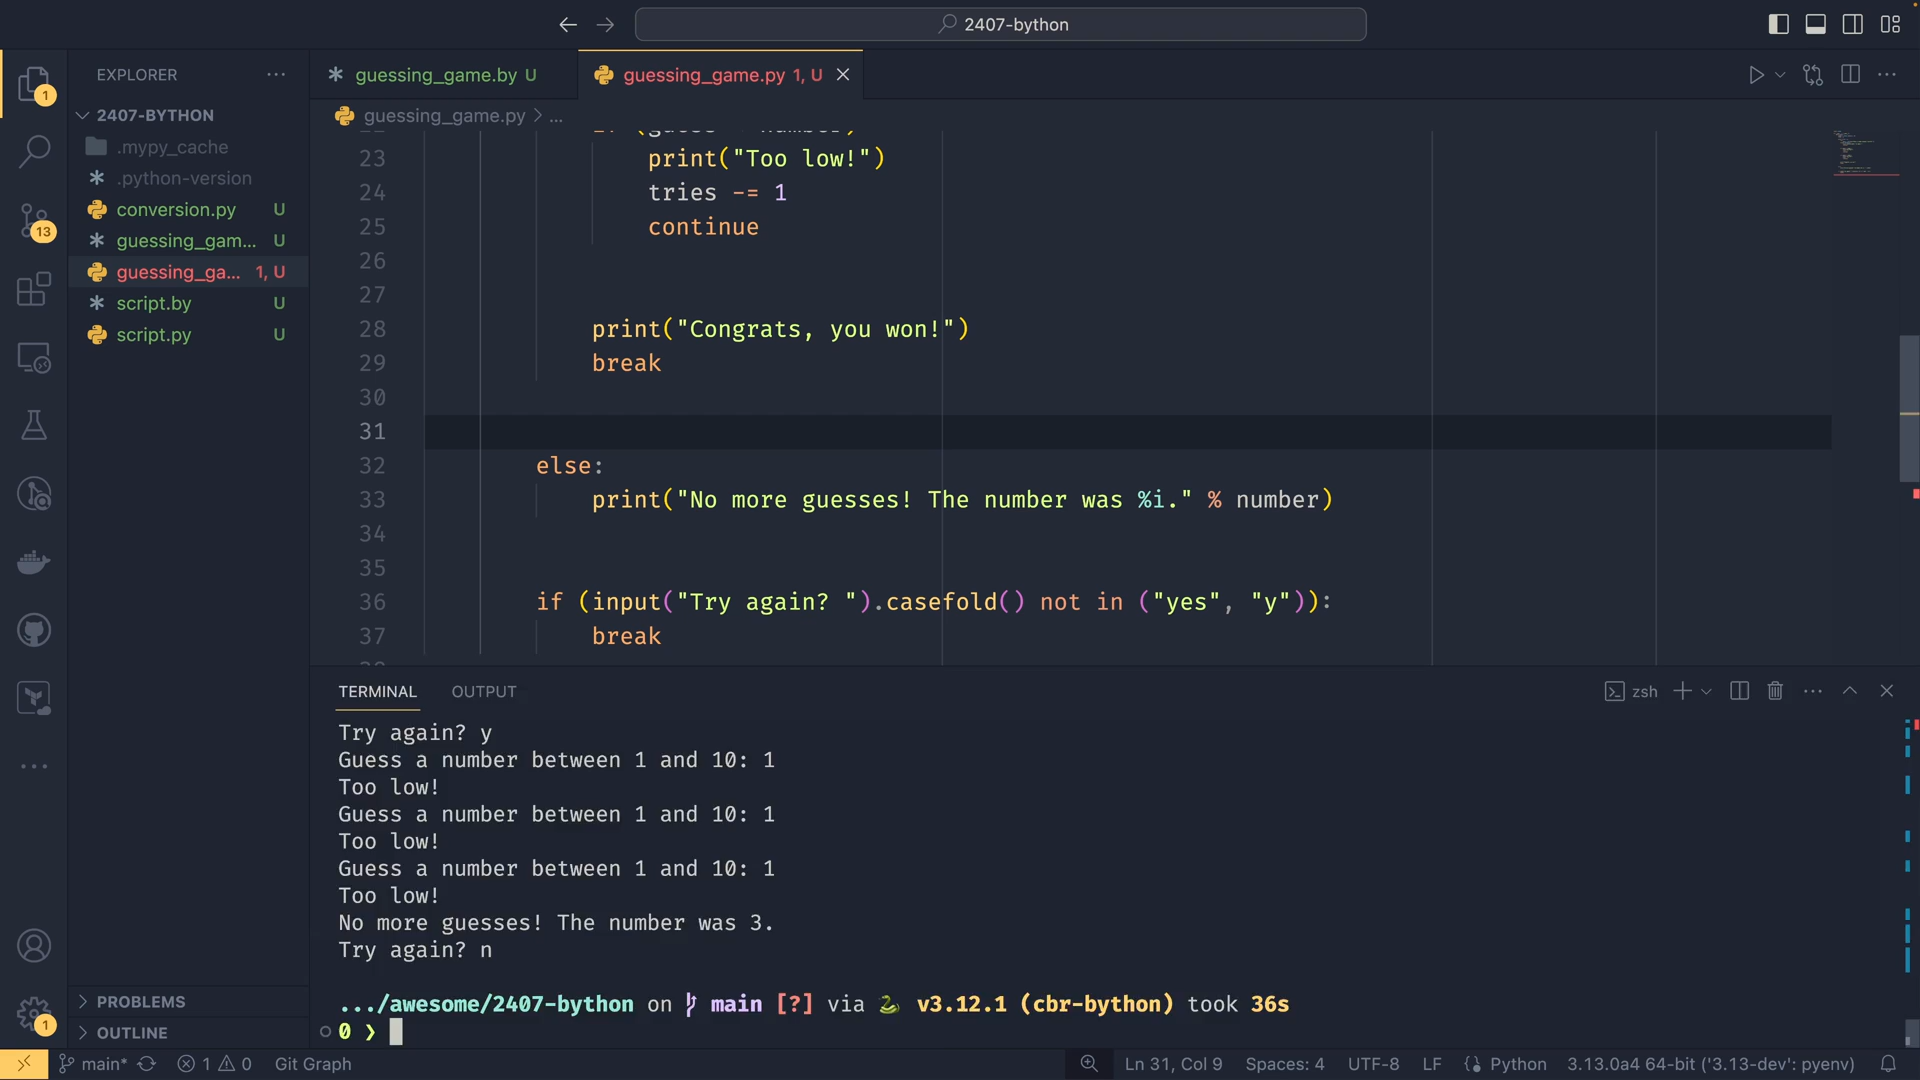 2407-bython
EXPLORER
guessing_game.by U
guessing_game.py 1, U
2407-BYTHON
.mypy_cache
.python-version
conversion.py U
guessing_gam... U
guessing_ga... 1, U
script.by U
script.py U
PROBLEMS
OUTLINE
1
13
1
guessing_game.py > ...
23 print("Too low!")
24 tries -= 1
25 continue
26
27
28 print("Congrats, you won!")
29 break
30
31
32 else:
33 print("No more guesses! The number was %i." % number)
34
35
36 if (input("Try again? ").casefold() not in ("yes", "y")):
37 break
TERMINAL OUTPUT
zsh
Try again? y
Guess a number between 1 and 10: 1
Too low!
Guess a number between 1 and 10: 1
Too low!
Guess a number between 1 and 10: 1
Too low!
No more guesses! The number was 3.
Try again? n
.../awesome/2407-bython on main [?] via 🐍 v3.12.1 (cbr-bython) took 36s
0 ❯
main* 1 0 Git Graph
Ln 31, Col 9 Spaces: 4 UTF-8 LF Python 3.13.0a4 64-bit ('3.13-dev': pyenv)